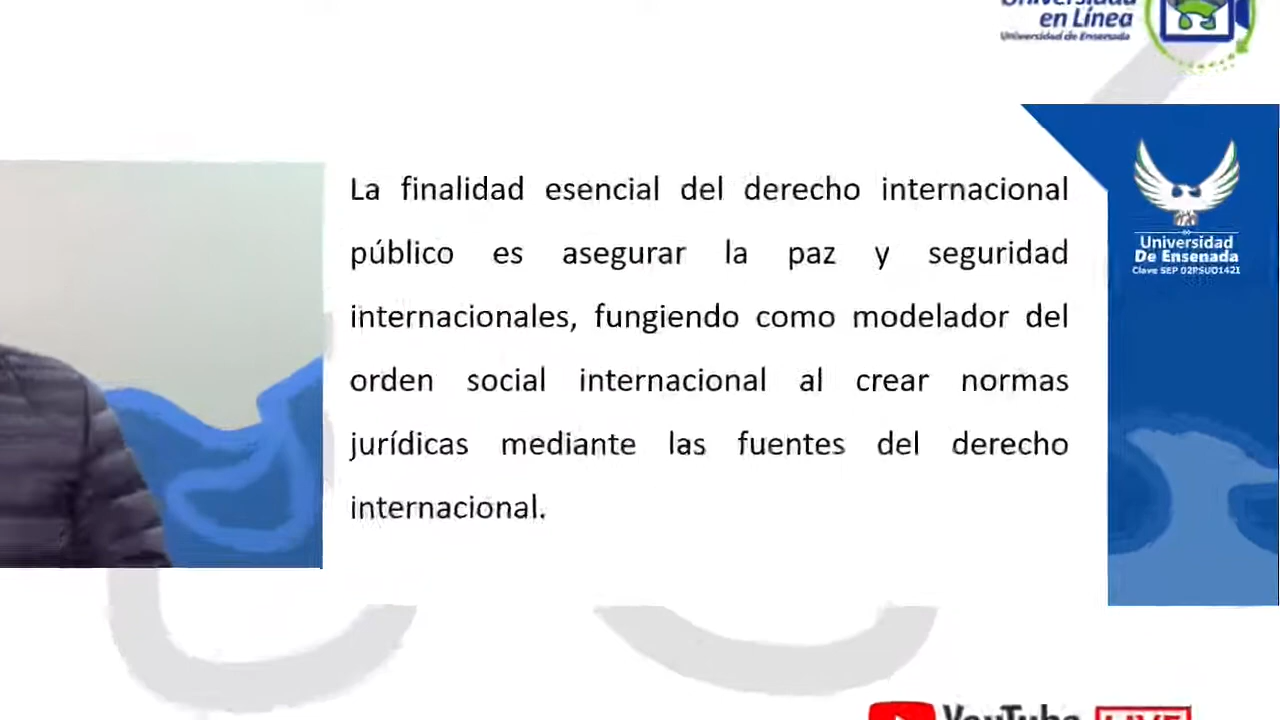 Universidad
en Línea
Universidad de Ensenada
La finalidad esencial del derecho internacional
público es asegurar la paz y seguridad
internacionales, fungiendo como modelador del
orden social internacional al crear normas
jurídicas mediante las fuentes del derecho
internacional.
Universidad
De Ensenada
Clave SEP 02PSU0142I
YouTube LIVE